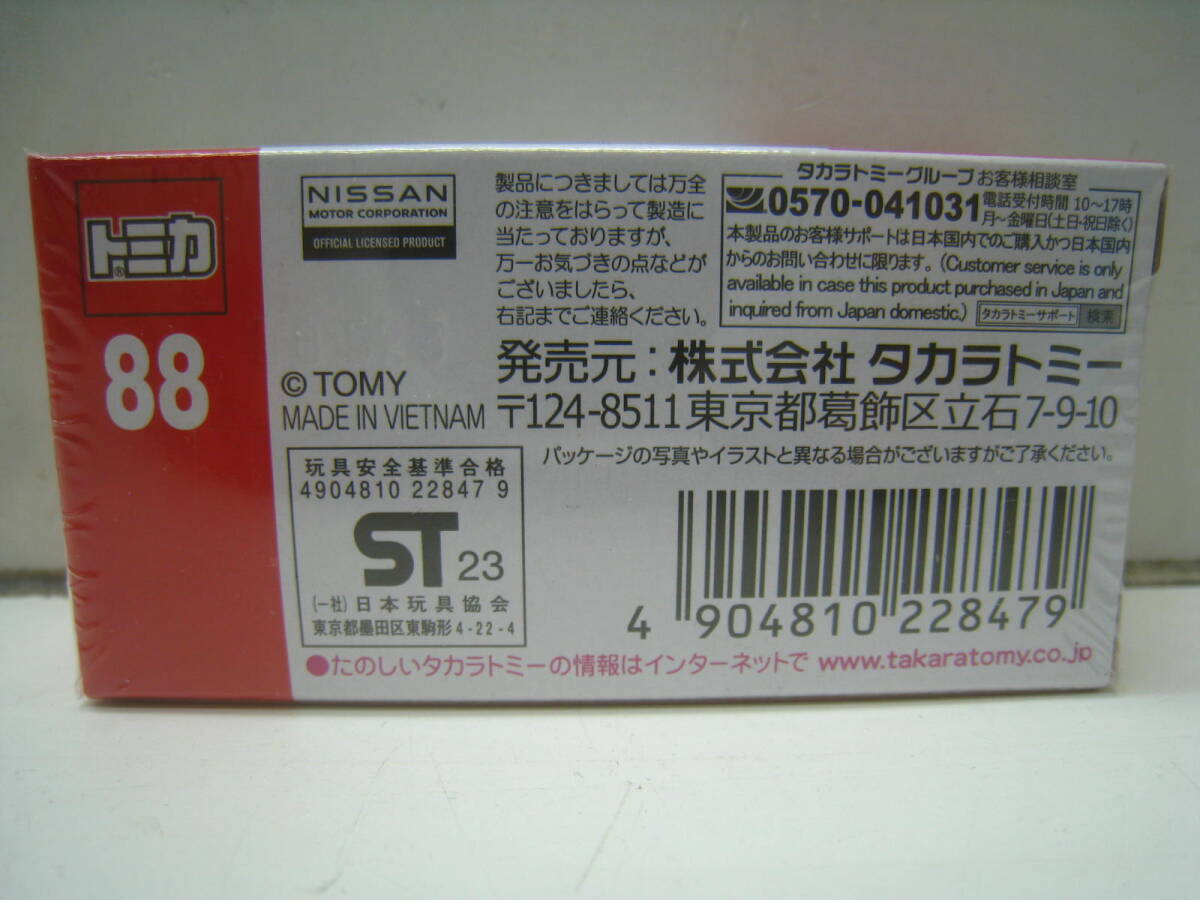 トミカ
®
88
NISSAN
MOTOR CORPORATION
OFFICIAL LICENSED PRODUCT
© TOMY
MADE IN VIETNAM
製品につきましては万全
の注意をはらって製造に
当たっておりますが、
万一お気づきの点などが
ございましたら、
右記までご連絡ください。
タカラトミーグループ お客様相談室
0570-041031 電話受付時間 10〜17時
月〜金曜日(土日・祝日除く)
本製品のお客様サポートは日本国内でのご購入かつ日本国内
からのお問い合わせに限ります。(Customer service is only
available in case this product purchased in Japan and
inquired from Japan domestic.) タカラトミーサポート 検索
発売元:株式会社 タカラトミー
〒124-8511 東京都葛飾区立石7-9-10
パッケージの写真やイラストと異なる場合がございますがご了承ください。
玩具安全基準合格
4904810 22847 9
ST 23
(一社)日本玩具協会
東京都墨田区東駒形4-22-4
4 904810 228479
●たのしいタカラトミーの情報はインターネットで www.takaratomy.co.jp